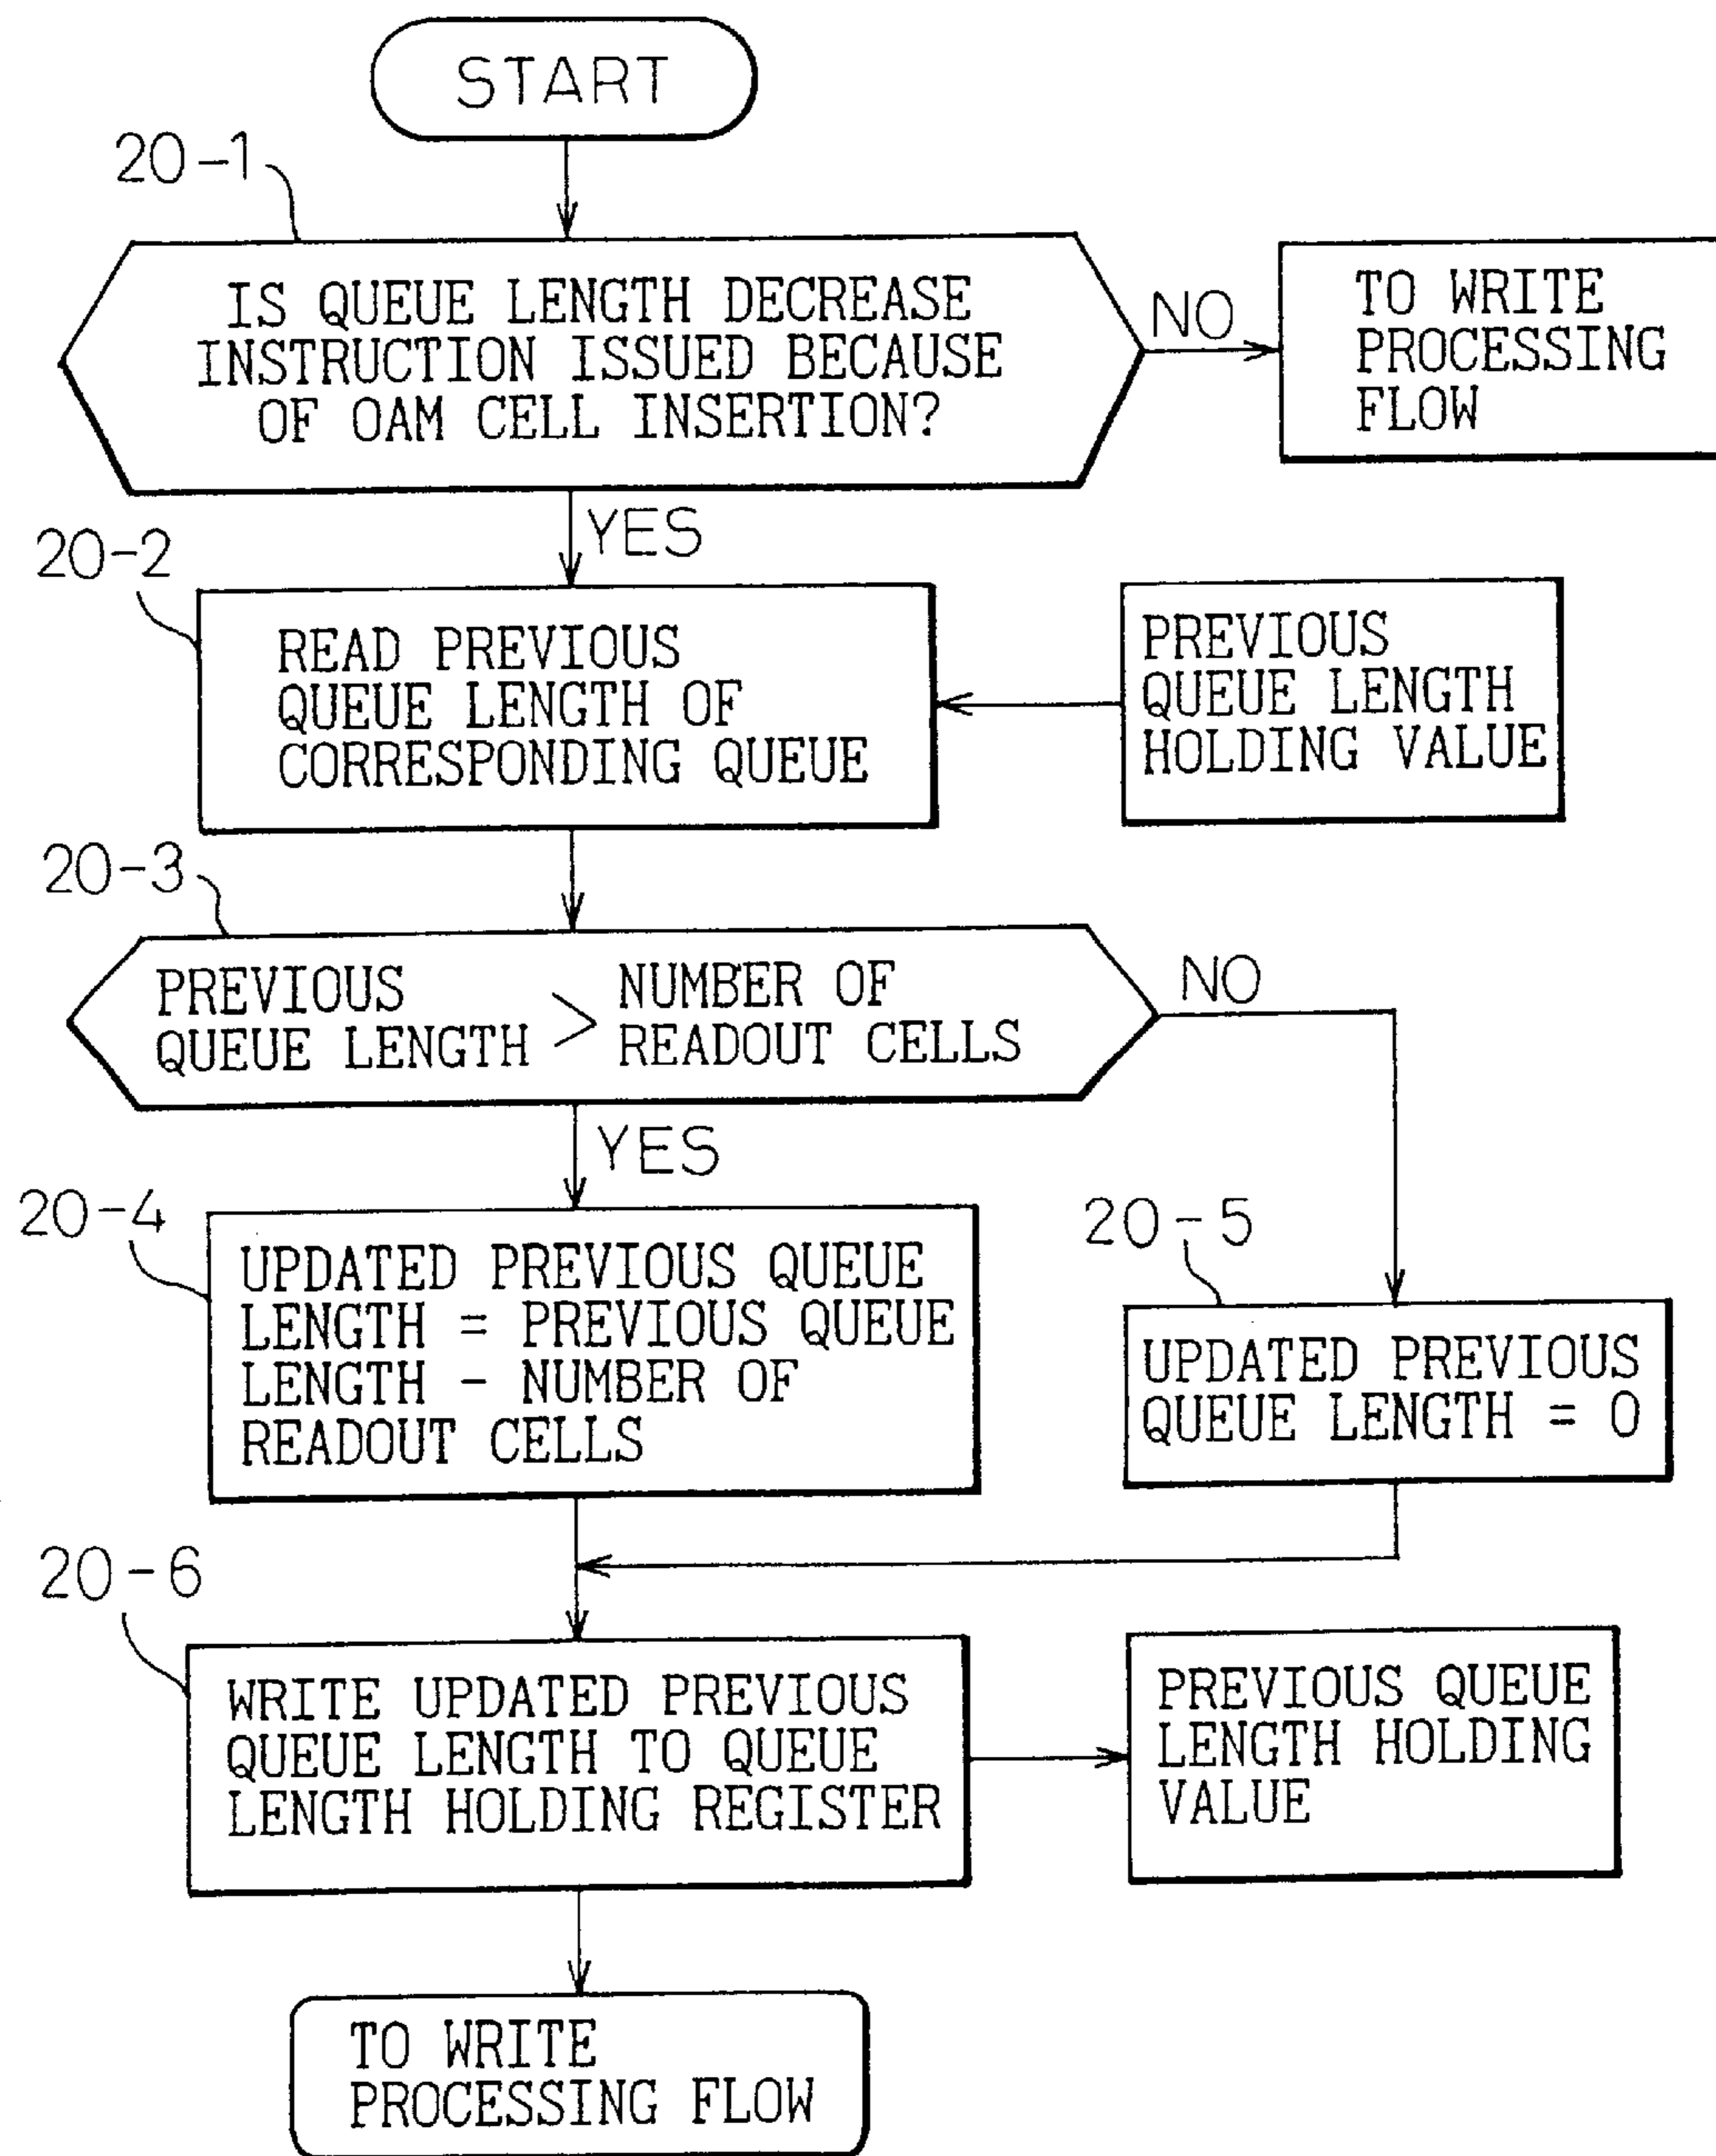 START
20-1
IS QUEUE LENGTH DECREASE
INSTRUCTION ISSUED BECAUSE
OF OAM CELL INSERTION?
NO
TO WRITE
PROCESSING
FLOW
YES
20-2
READ PREVIOUS
QUEUE LENGTH OF
CORRESPONDING QUEUE
PREVIOUS
QUEUE LENGTH
HOLDING VALUE
20-3
PREVIOUS
QUEUE LENGTH
>
NUMBER OF
READOUT CELLS
NO
YES
20-4
UPDATED PREVIOUS QUEUE
LENGTH = PREVIOUS QUEUE
LENGTH - NUMBER OF
READOUT CELLS
20-5
UPDATED PREVIOUS
QUEUE LENGTH = 0
20-6
WRITE UPDATED PREVIOUS
QUEUE LENGTH TO QUEUE
LENGTH HOLDING REGISTER
PREVIOUS QUEUE
LENGTH HOLDING
VALUE
TO WRITE
PROCESSING FLOW